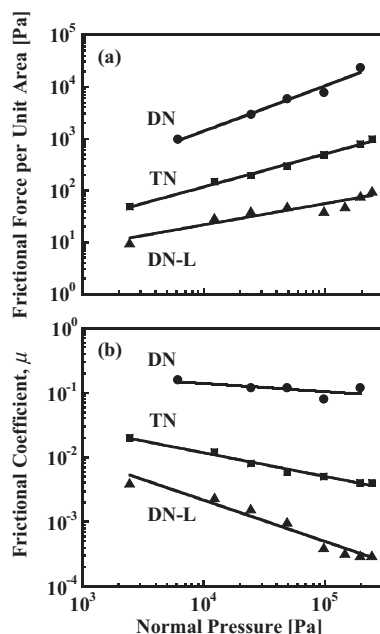 Frictional Force per Unit Area [Pa]
10^5
10^4
10^3
10^2
10^1
10^0
(a)
DN
TN
DN-L
Frictional Coefficient, μ
10^0
10^-1
10^-2
10^-3
10^-4
(b)
DN
TN
DN-L
10^3
10^4
10^5
Normal Pressure [Pa]